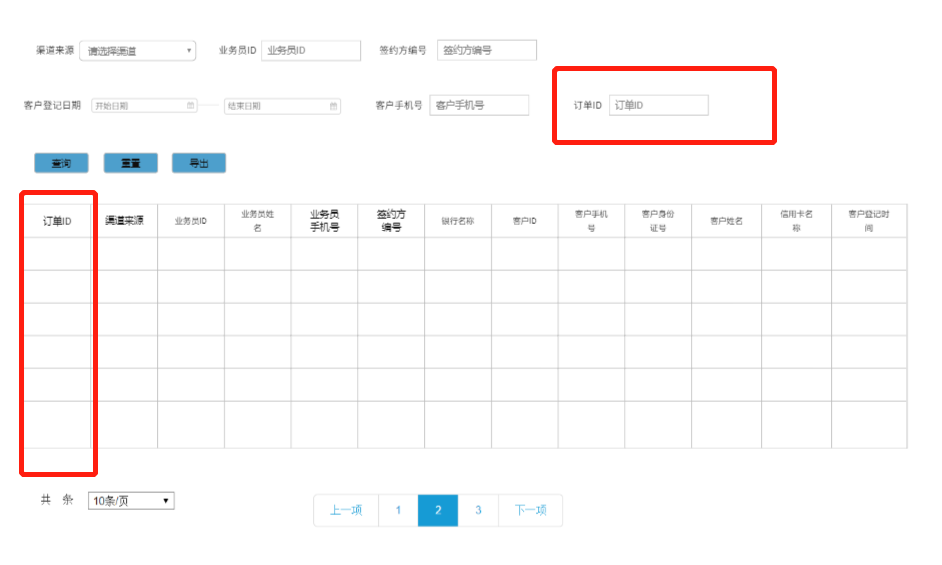 渠道来源 请选择渠道 业务员ID 业务员ID 签约方编号 签约方编号
客户登记日期 开始日期 结束日期 客户手机号 客户手机号 订单ID 订单ID
查询 重置 导出
订单ID 渠道来源 业务员ID 业务员姓名 业务员手机号 签约方编号 银行名称 客户ID 客户手机号 客户身份证号 客户姓名 信用卡名称 客户登记时间
共 条 10条/页
上一项 1 2 3 下一项